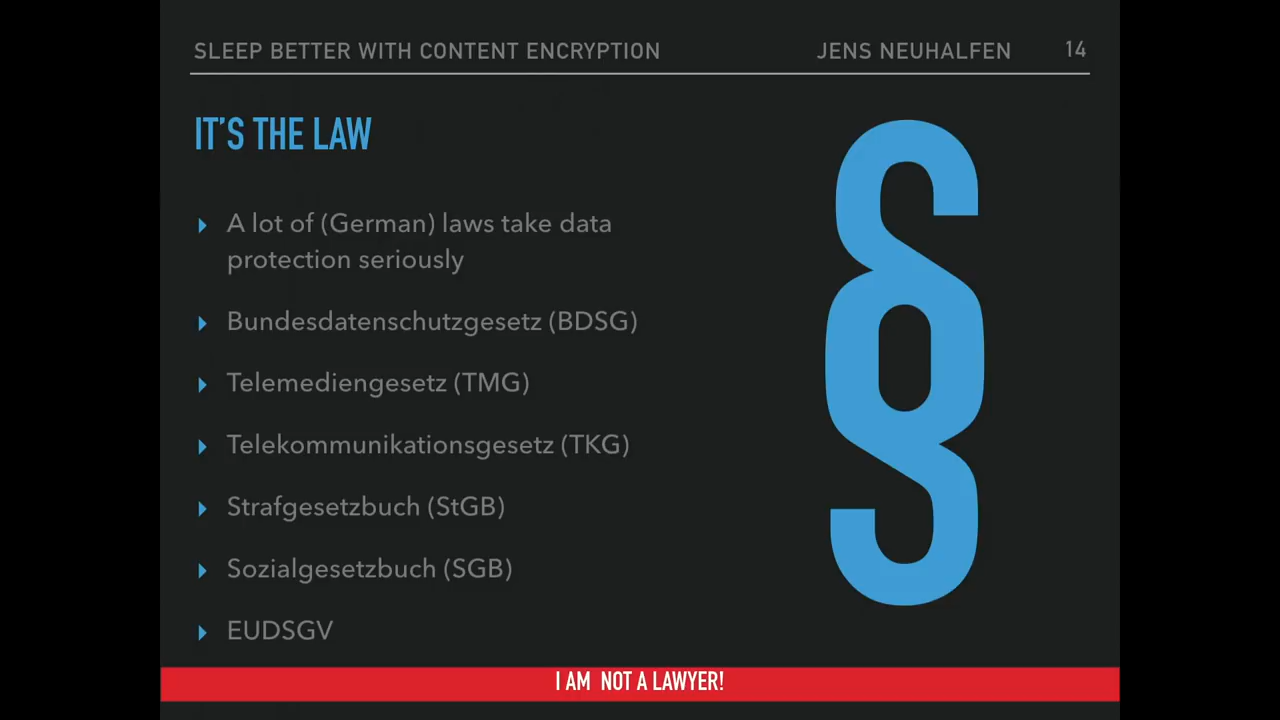 SLEEP BETTER WITH CONTENT ENCRYPTION JENS NEUHALFEN 14
IT'S THE LAW
A lot of (German) laws take data
protection seriously
Bundesdatenschutzgesetz (BDSG)
Telemediengesetz (TMG)
Telekommunikationsgesetz (TKG)
Strafgesetzbuch (StGB)
Sozialgesetzbuch (SGB)
EUDSGV
§
I AM NOT A LAWYER!